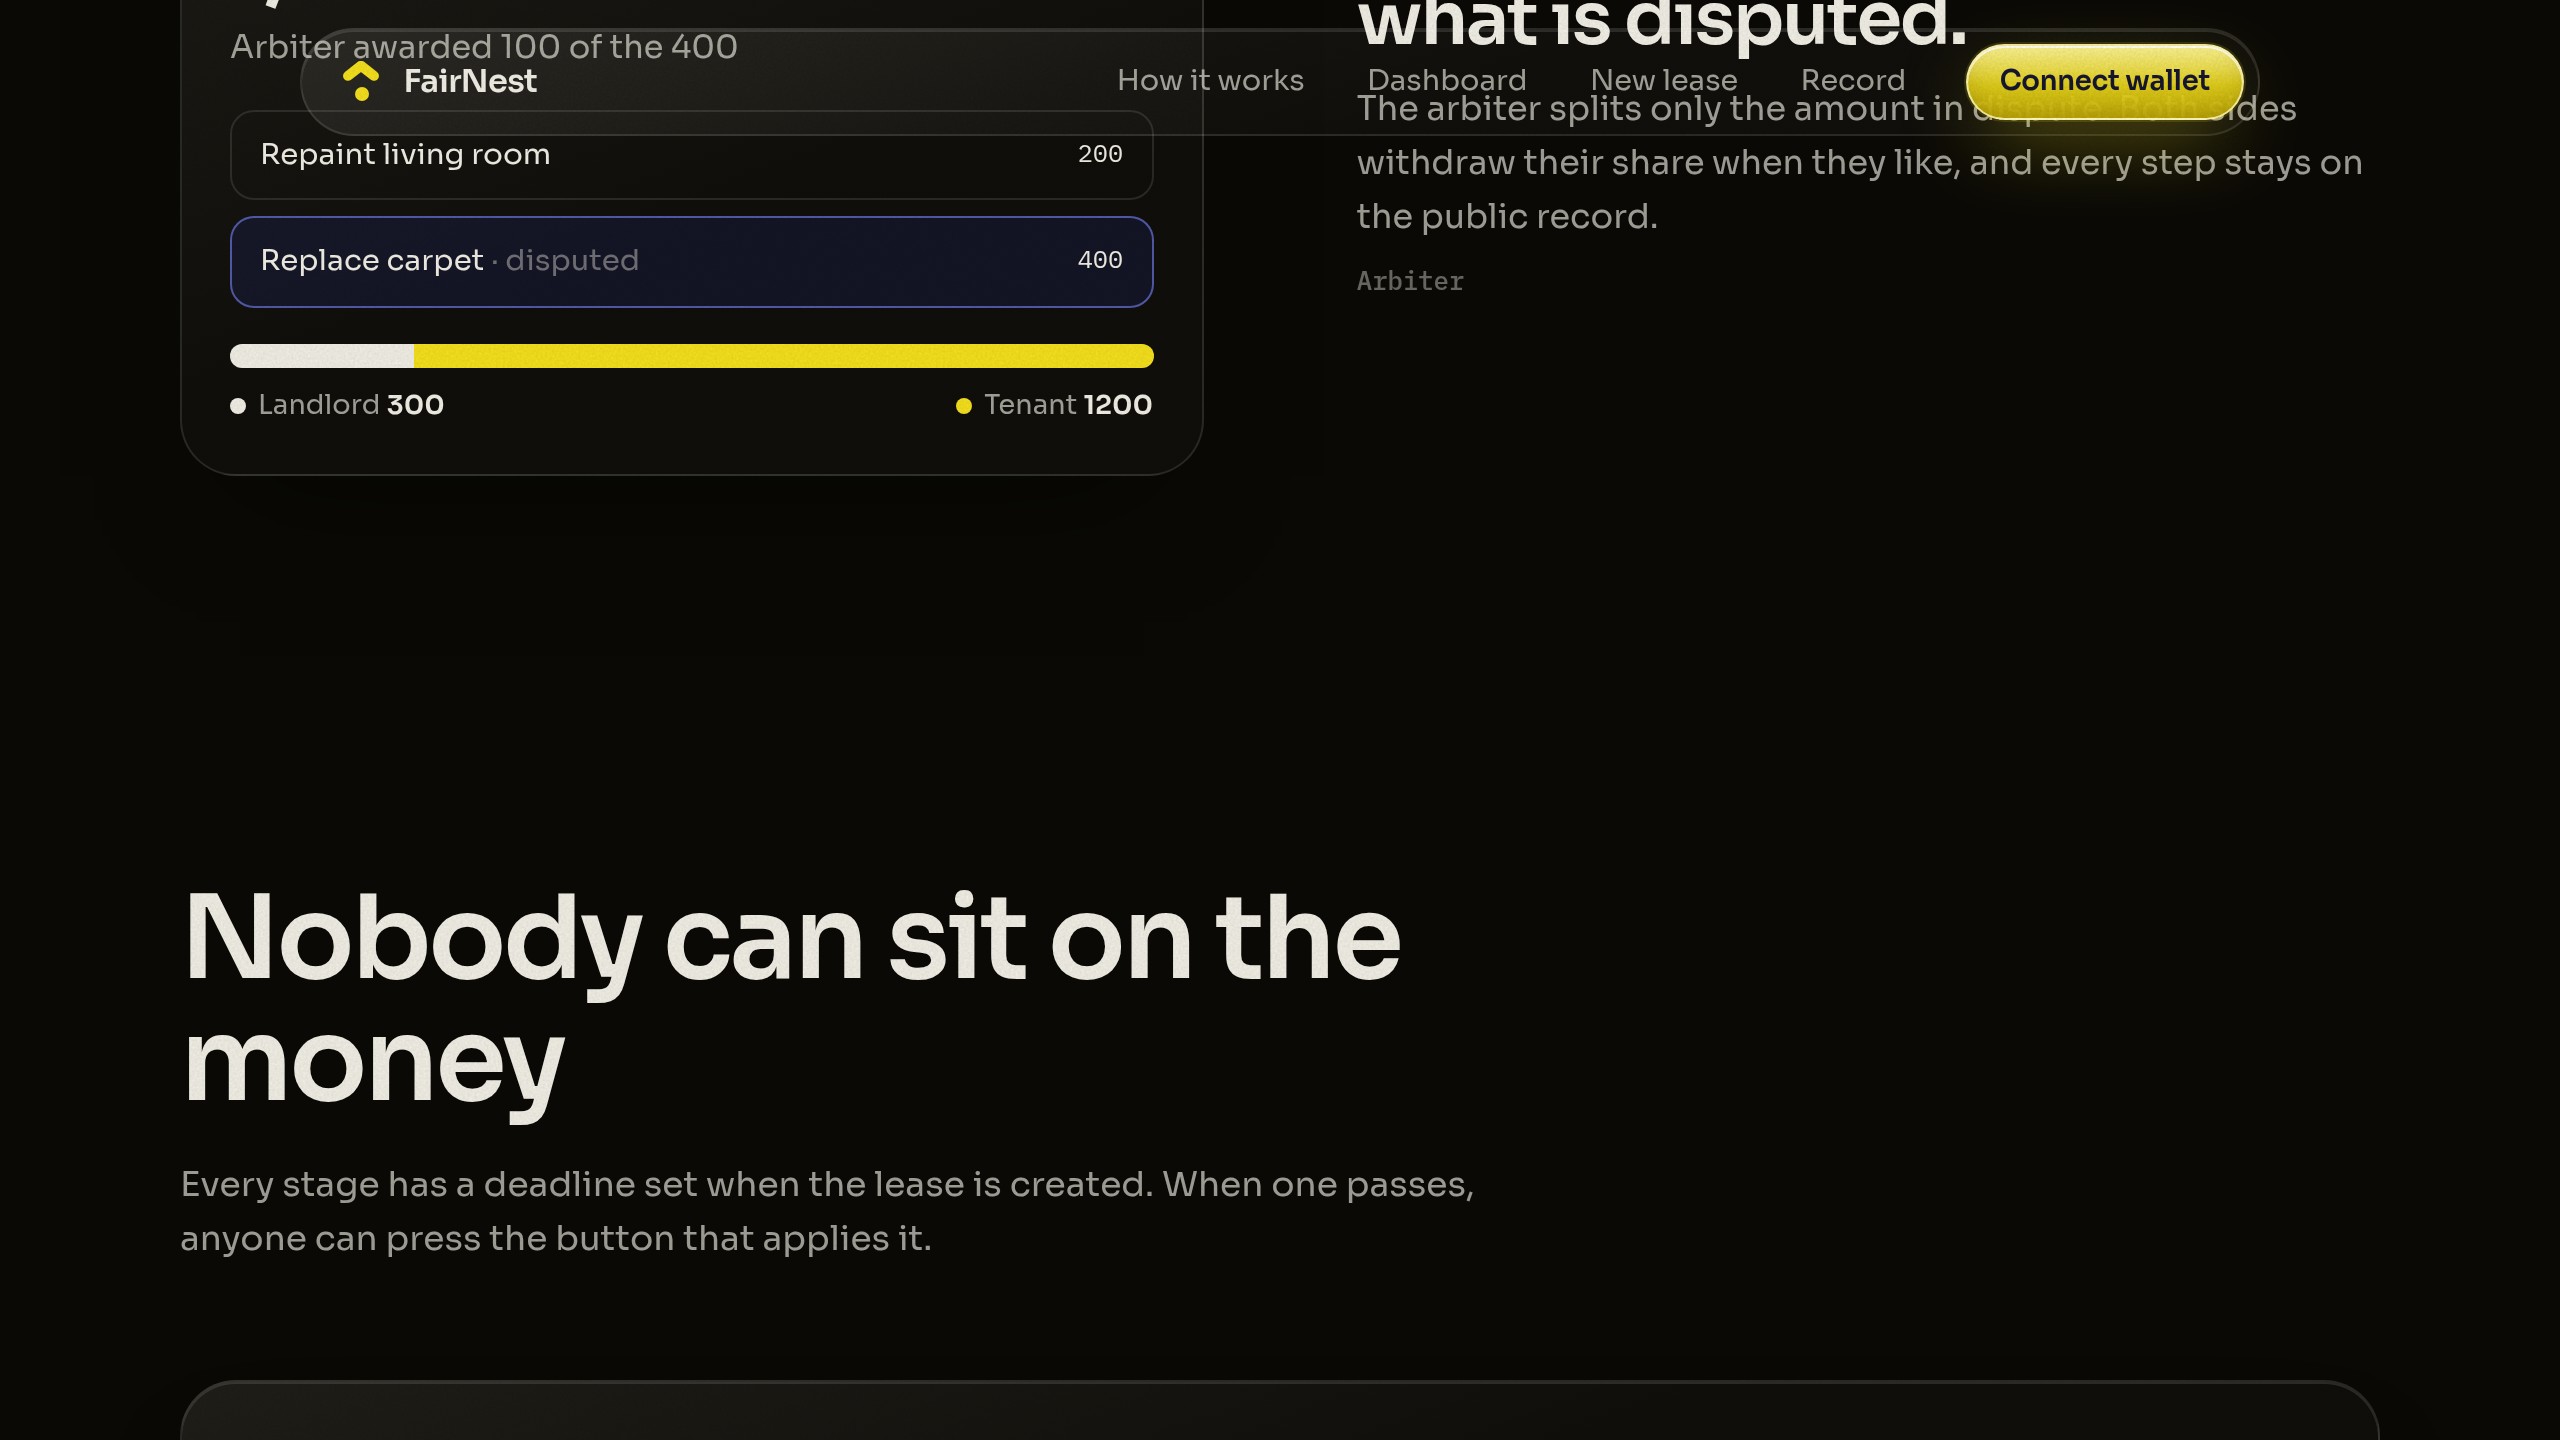 what is disputed.
Arbiter awarded 100 of the 400
FairNest
How it works
Dashboard
New lease
Record
Connect wallet
The arbiter splits only the amount in dispute. Both sides
withdraw their share when they like, and every step stays on
the public record.
Arbiter
Repaint living room
200
Replace carpet · disputed
400
Landlord 300
Tenant 1200
Nobody can sit on the
money
Every stage has a deadline set when the lease is created. When one passes,
anyone can press the button that applies it.